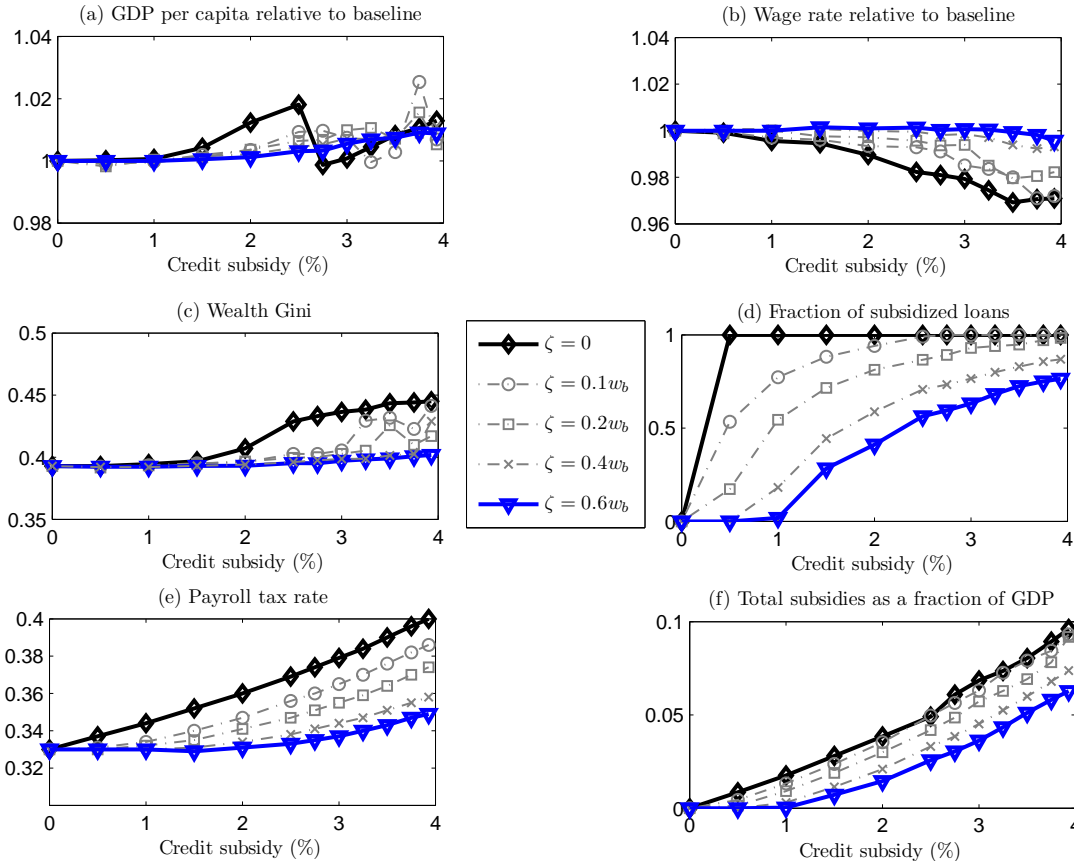 (a) GDP per capita relative to baseline
1.04
1.02
1
0.98
0 1 2 3 4
Credit subsidy (%)
(b) Wage rate relative to baseline
1.04
1.02
1
0.98
0.96
0 1 2 3 4
Credit subsidy (%)
(c) Wealth Gini
0.5
0.45
0.4
0.35
0 1 2 3 4
Credit subsidy (%)
ζ = 0
ζ = 0.1w_b
ζ = 0.2w_b
ζ = 0.4w_b
ζ = 0.6w_b
(d) Fraction of subsidized loans
1
0.5
0
0 1 2 3 4
Credit subsidy (%)
(e) Payroll tax rate
0.4
0.38
0.36
0.34
0.32
0 1 2 3 4
Credit subsidy (%)
(f) Total subsidies as a fraction of GDP
0.1
0.05
0
0 1 2 3 4
Credit subsidy (%)